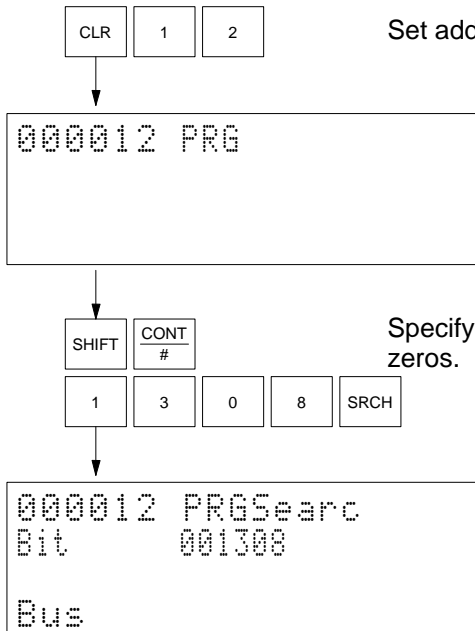 CLR 1 2 Set add
000012 PRG
SHIFT CONT
#
Specify
zeros.
1 3 0 8 SRCH
000012 PRGSearc
Bit 001308
Bus